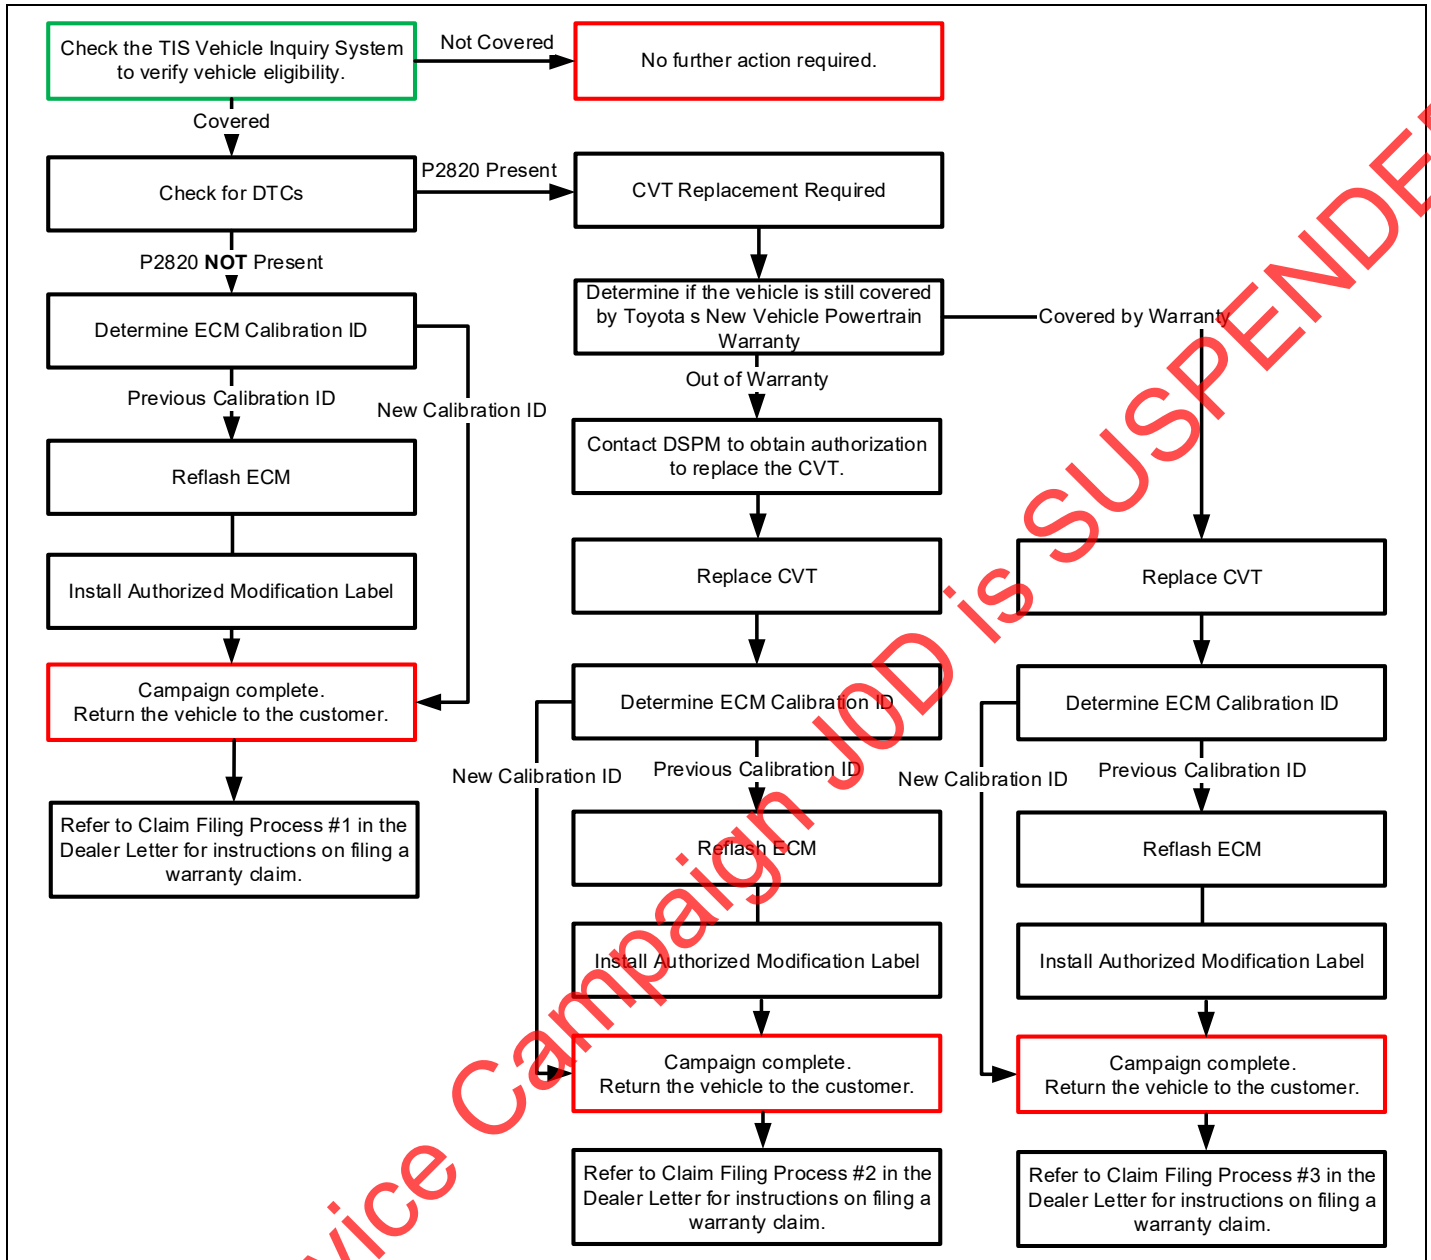 Check the TIS Vehicle Inquiry System
to verify vehicle eligibility.
Not Covered
No further action required.
Covered
Check for DTCs
P2820 Present
CVT Replacement Required
P2820 NOT Present
Determine ECM Calibration ID
Determine if the vehicle is still covered
by Toyota s New Vehicle Powertrain
Warranty
Covered by Warranty
Out of Warranty
Previous Calibration ID
New Calibration ID
Reflash ECM
Contact DSPM to obtain authorization
to replace the CVT.
Install Authorized Modification Label
Replace CVT
Replace CVT
Campaign complete.
Return the vehicle to the customer.
Determine ECM Calibration ID
Determine ECM Calibration ID
New Calibration ID
Previous Calibration ID
New Calibration ID
Previous Calibration ID
Refer to Claim Filing Process #1 in the
Dealer Letter for instructions on filing a
warranty claim.
Reflash ECM
Reflash ECM
Install Authorized Modification Label
Install Authorized Modification Label
Campaign complete.
Return the vehicle to the customer.
Campaign complete.
Return the vehicle to the customer.
Refer to Claim Filing Process #2 in the
Dealer Letter for instructions on filing a
warranty claim.
Refer to Claim Filing Process #3 in the
Dealer Letter for instructions on filing a
warranty claim.
Campaign J0D is